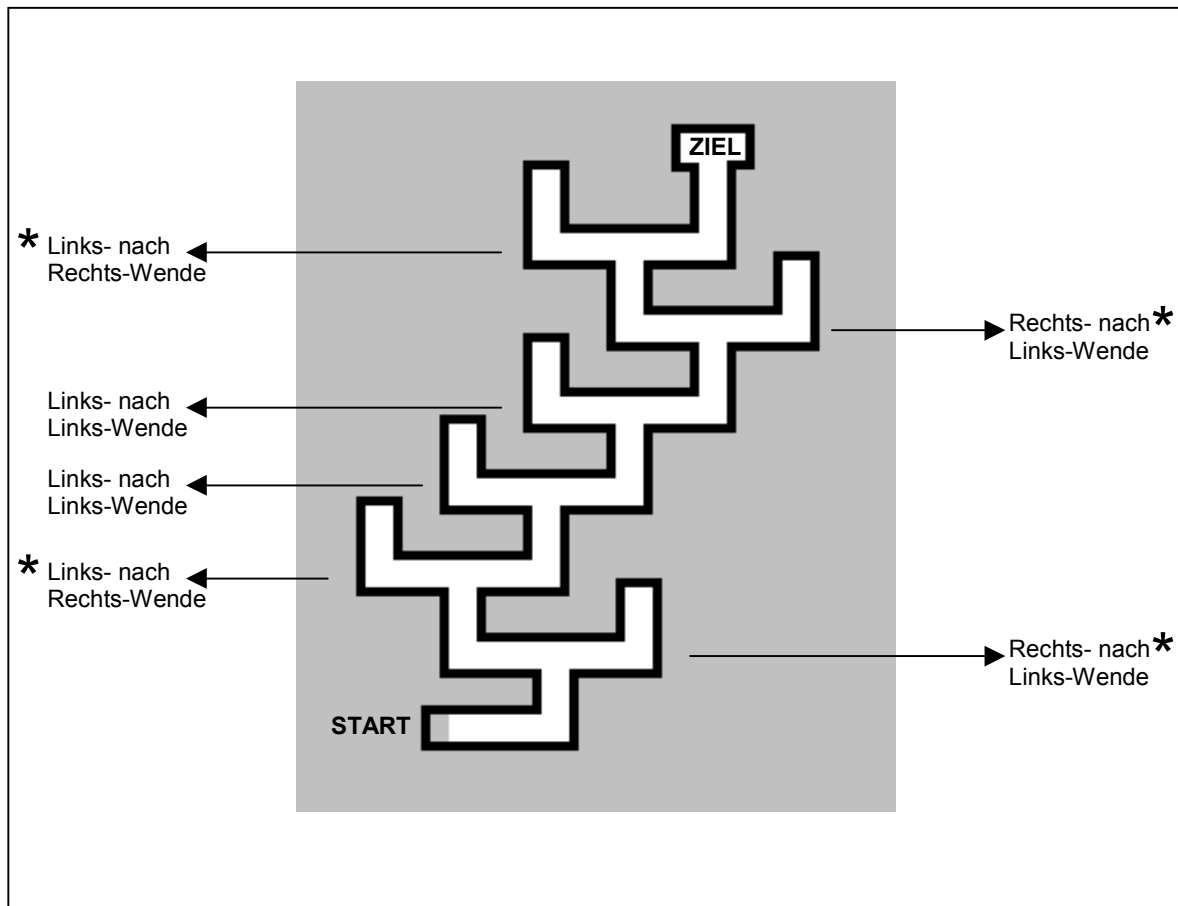 ZIEL
* Links- nach
Rechts-Wende
Rechts- nach *
Links-Wende
Links- nach
Links-Wende
Links- nach
Links-Wende
* Links- nach
Rechts-Wende
Rechts- nach *
Links-Wende
START